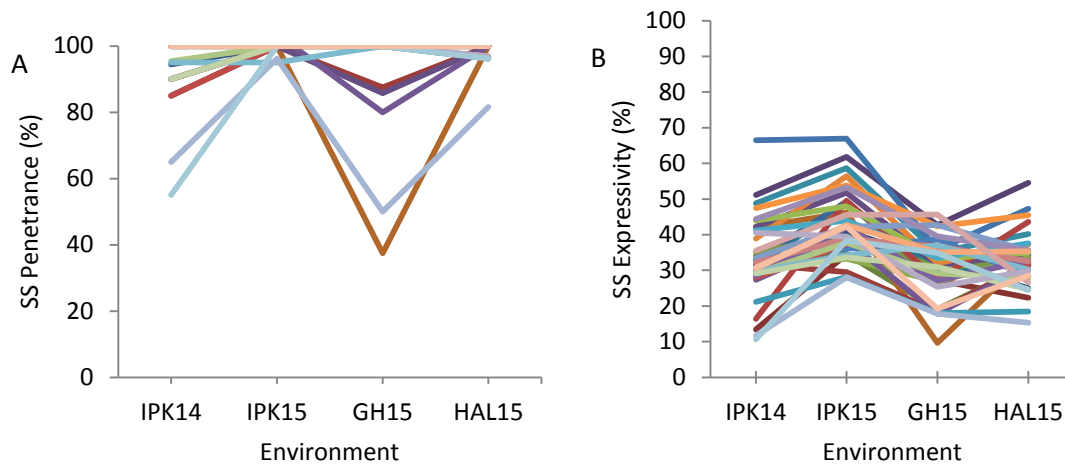 A
SS Penetrance (%)
100
80
60
40
20
0
IPK14 IPK15 GH15 HAL15
Environment
B
SS Expressivity (%)
100
90
80
70
60
50
40
30
20
10
0
IPK14 IPK15 GH15 HAL15
Environment